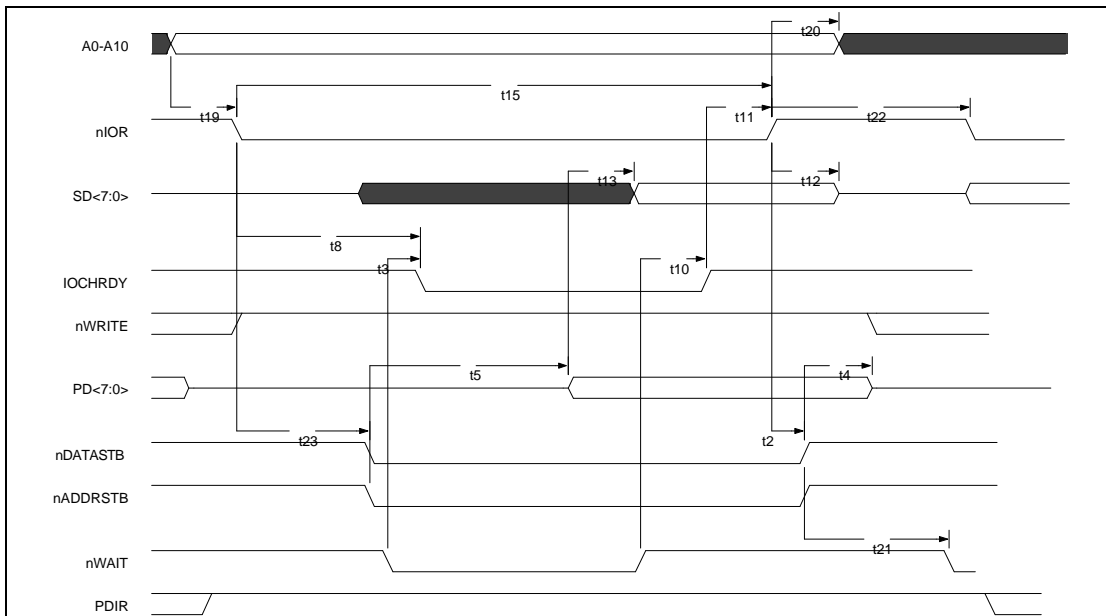 t20
A0-A10
t15
t19
t11
t22
nIOR
t13
t12
SD<7:0>
t8
t3
t10
IOCHRDY
nWRITE
t5
t4
PD<7:0>
t23
t2
nDATASTB
nADDRSTB
t21
nWAIT
PDIR